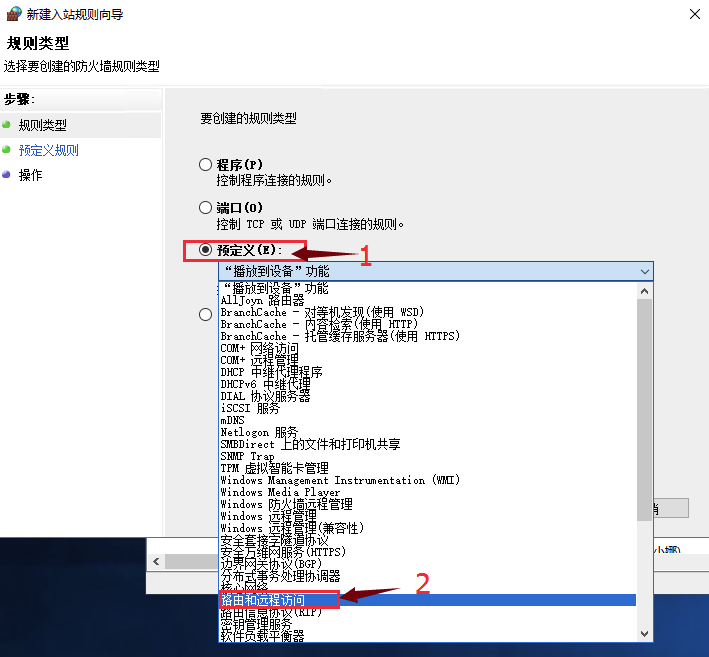 新建入站规则向导
规则类型
选择要创建的防火墙规则类型
步骤:
规则类型
预定义规则
操作
要创建的规则类型
程序(P)
控制程序连接的规则。
端口(O)
控制 TCP 或 UDP 端口连接的规则。
预定义(E):
1
“播放到设备”功能
“播放到设备”功能
AllJoyn 路由器
BranchCache - 对等机发现(使用 WSD)
BranchCache - 内容检索(使用 HTTP)
BranchCache - 托管缓存服务器(使用 HTTPS)
COM+ 网络访问
COM+ 远程管理
DHCP 中继代理程序
DHCPv6 中继代理
DIAL 协议服务器
iSCSI 服务
mDNS
Netlogon 服务
SMBDirect 上的文件和打印机共享
SNMP Trap
TPM 虚拟智能卡管理
Windows Management Instrumentation (WMI)
Windows Media Player
Windows 防火墙远程管理
Windows 远程管理
Windows 远程管理(兼容性)
安全套接字隧道协议
安全万维网服务(HTTPS)
边界网关协议(BGP)
分布式事务处理协调器
核心网络
路由和远程访问
2
路由信息协议(RIP)
密钥管理服务
软件负载平衡器